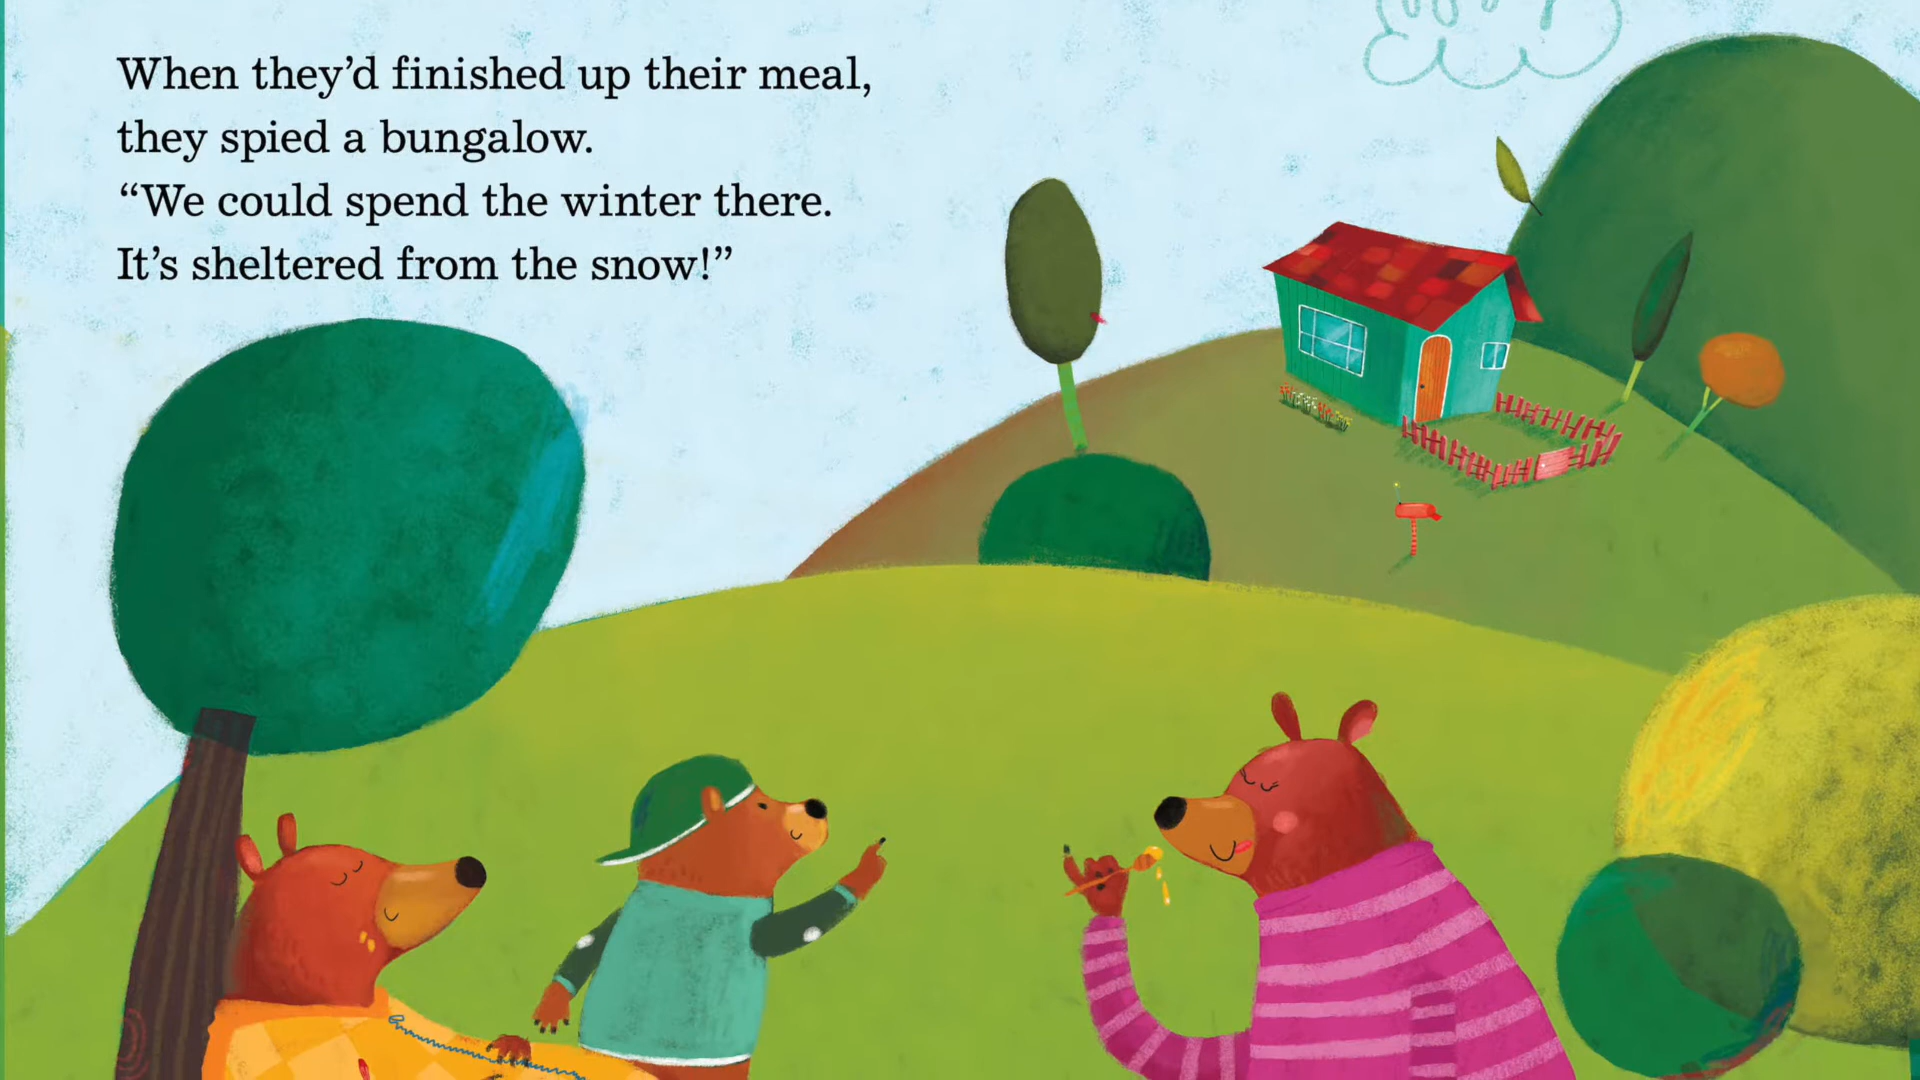 When they’d finished up their meal,
they spied a bungalow.
“We could spend the winter there.
It’s sheltered from the snow!”